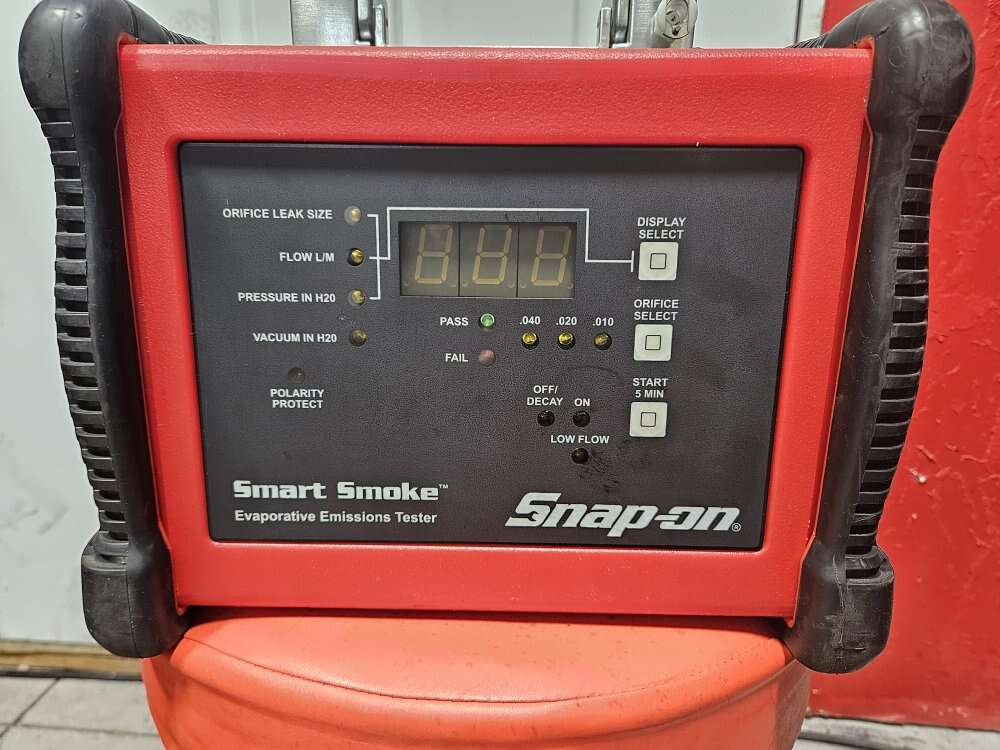 ORIFICE LEAK SIZE
FLOW L/M
PRESSURE IN H20
VACUUM IN H20
POLARITY
PROTECT
DISPLAY
SELECT
ORIFICE
SELECT
PASS
.040 .020 .010
FAIL
START
5 MIN
OFF/
DECAY
ON
LOW FLOW
Smart Smoke™
Evaporative Emissions Tester
Snap-on®